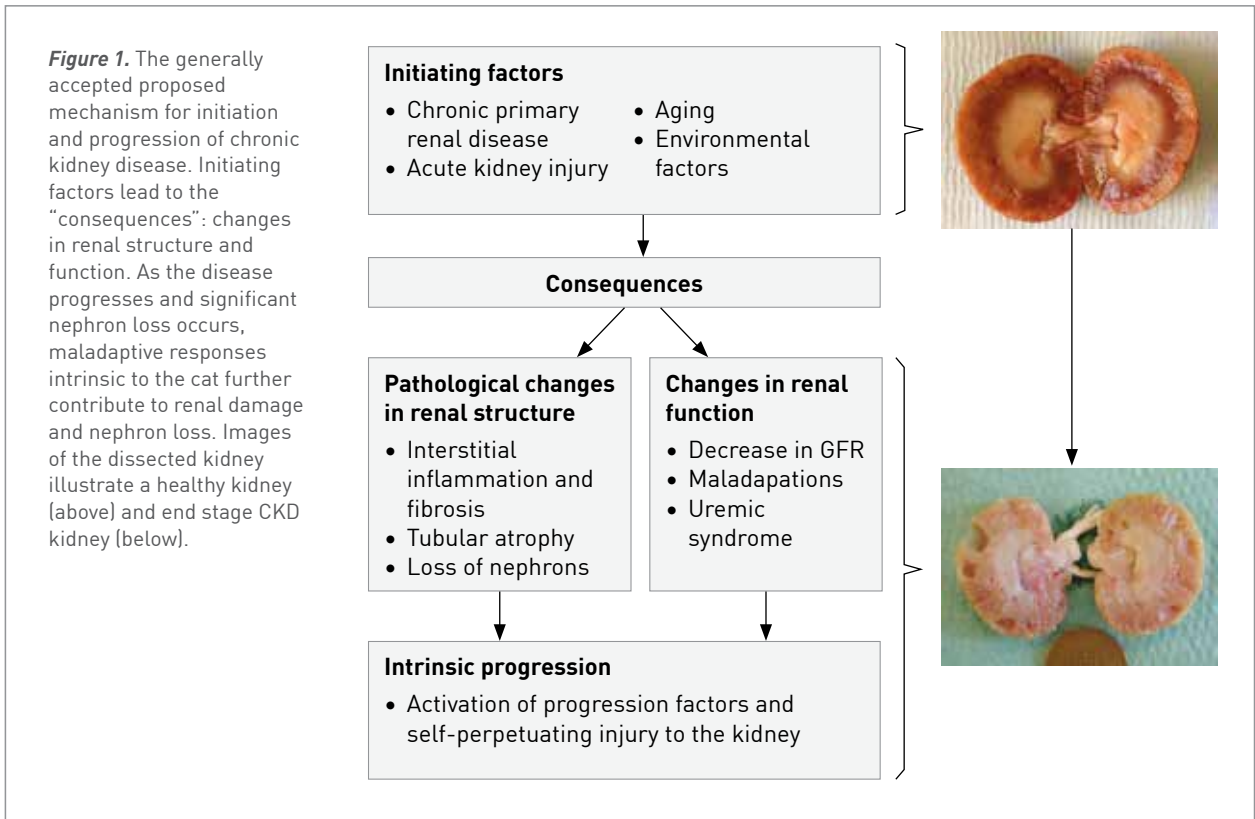 Figure 1. The generally
accepted proposed
mechanism for initiation
and progression of chronic
kidney disease. Initiating
factors lead to the
“consequences”: changes
in renal structure and
function. As the disease
progresses and significant
nephron loss occurs,
maladaptive responses
intrinsic to the cat further
contribute to renal damage
and nephron loss. Images
of the dissected kidney
illustrate a healthy kidney
(above) and end stage CKD
kidney (below).
Initiating factors
• Chronic primary
renal disease
• Acute kidney injury
• Aging
• Environmental
factors
Consequences
Pathological changes
in renal structure
• Interstitial
inflammation and
fibrosis
• Tubular atrophy
• Loss of nephrons
Changes in renal
function
• Decrease in GFR
• Maladapations
• Uremic
syndrome
Intrinsic progression
• Activation of progression factors and
self-perpetuating injury to the kidney